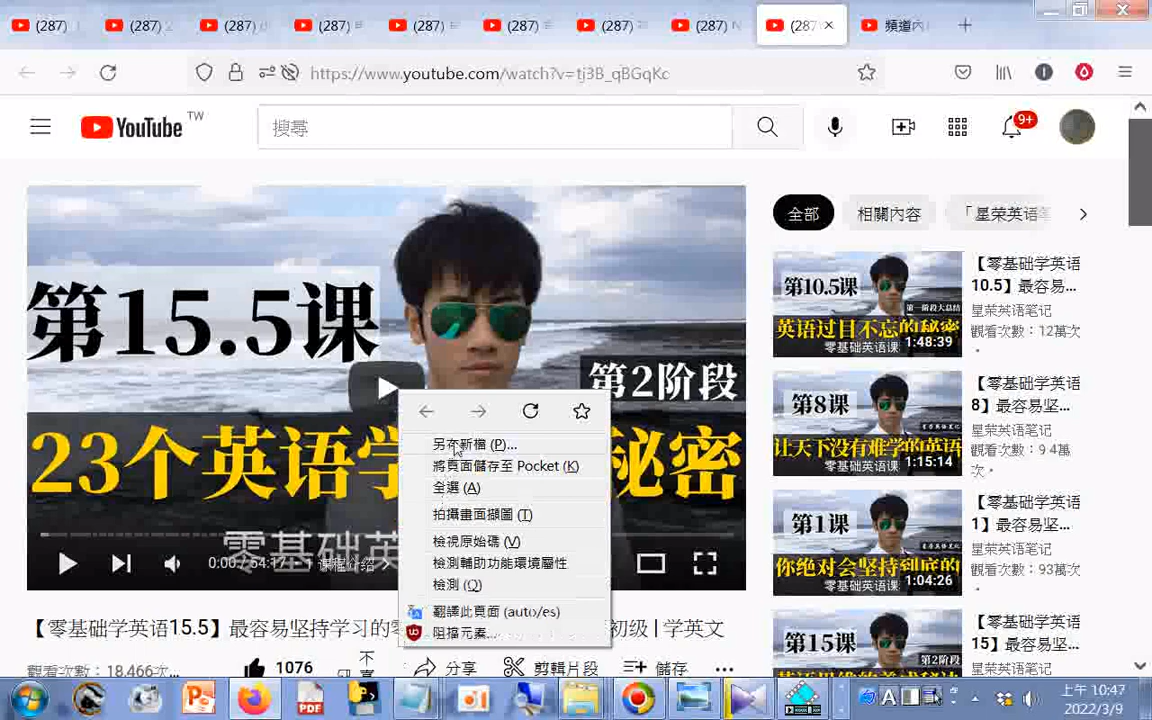 (287)
(287)
(287)
(287)
(287)
(287)
(287)
(287)
(287
頻道內
https://www.youtube.com/watch?v=tj3B_qBGqKc
YouTube TW
搜尋
9+
第15.5课
第2阶段
23个英语学
秘密
零基础英
0:00 / 54:17
課程介紹
另存新檔 (P)...
將頁面儲存至 Pocket (K)
全選 (A)
拍攝畫面擷圖 (T)
檢視原始碼 (V)
檢測輔助功能環境屬性
檢測 (Q)
翻譯此頁面 (auto/es)
阻擋元素...
【零基础学英语15.5】最容易坚持学习的零
初级 | 学英文
觀看次數：18,466次
1076
不
分享
剪輯片段
儲存
全部
相關內容
「星荣英语笔
第10.5课
第一阶段大总结
英语过目不忘的秘密
零基础英语课
1:48:39
【零基础学英语
10.5】最容易...
星荣英语笔记
觀看次數：12萬次
第8课
让天下没有难学的英语
零基础英语课
1:15:14
【零基础学英语
8】最容易坚...
星荣英语笔记
觀看次數：9.4萬
次・
第1课
你绝对会坚持到底的
零基础英语课
1:04:26
【零基础学英语
1】最容易坚...
星荣英语笔记
觀看次數：93萬次
第15课
第2阶段
【零基础学英语
15】最容易坚...
星荣英语笔记
上午 10:47
2022/3/9